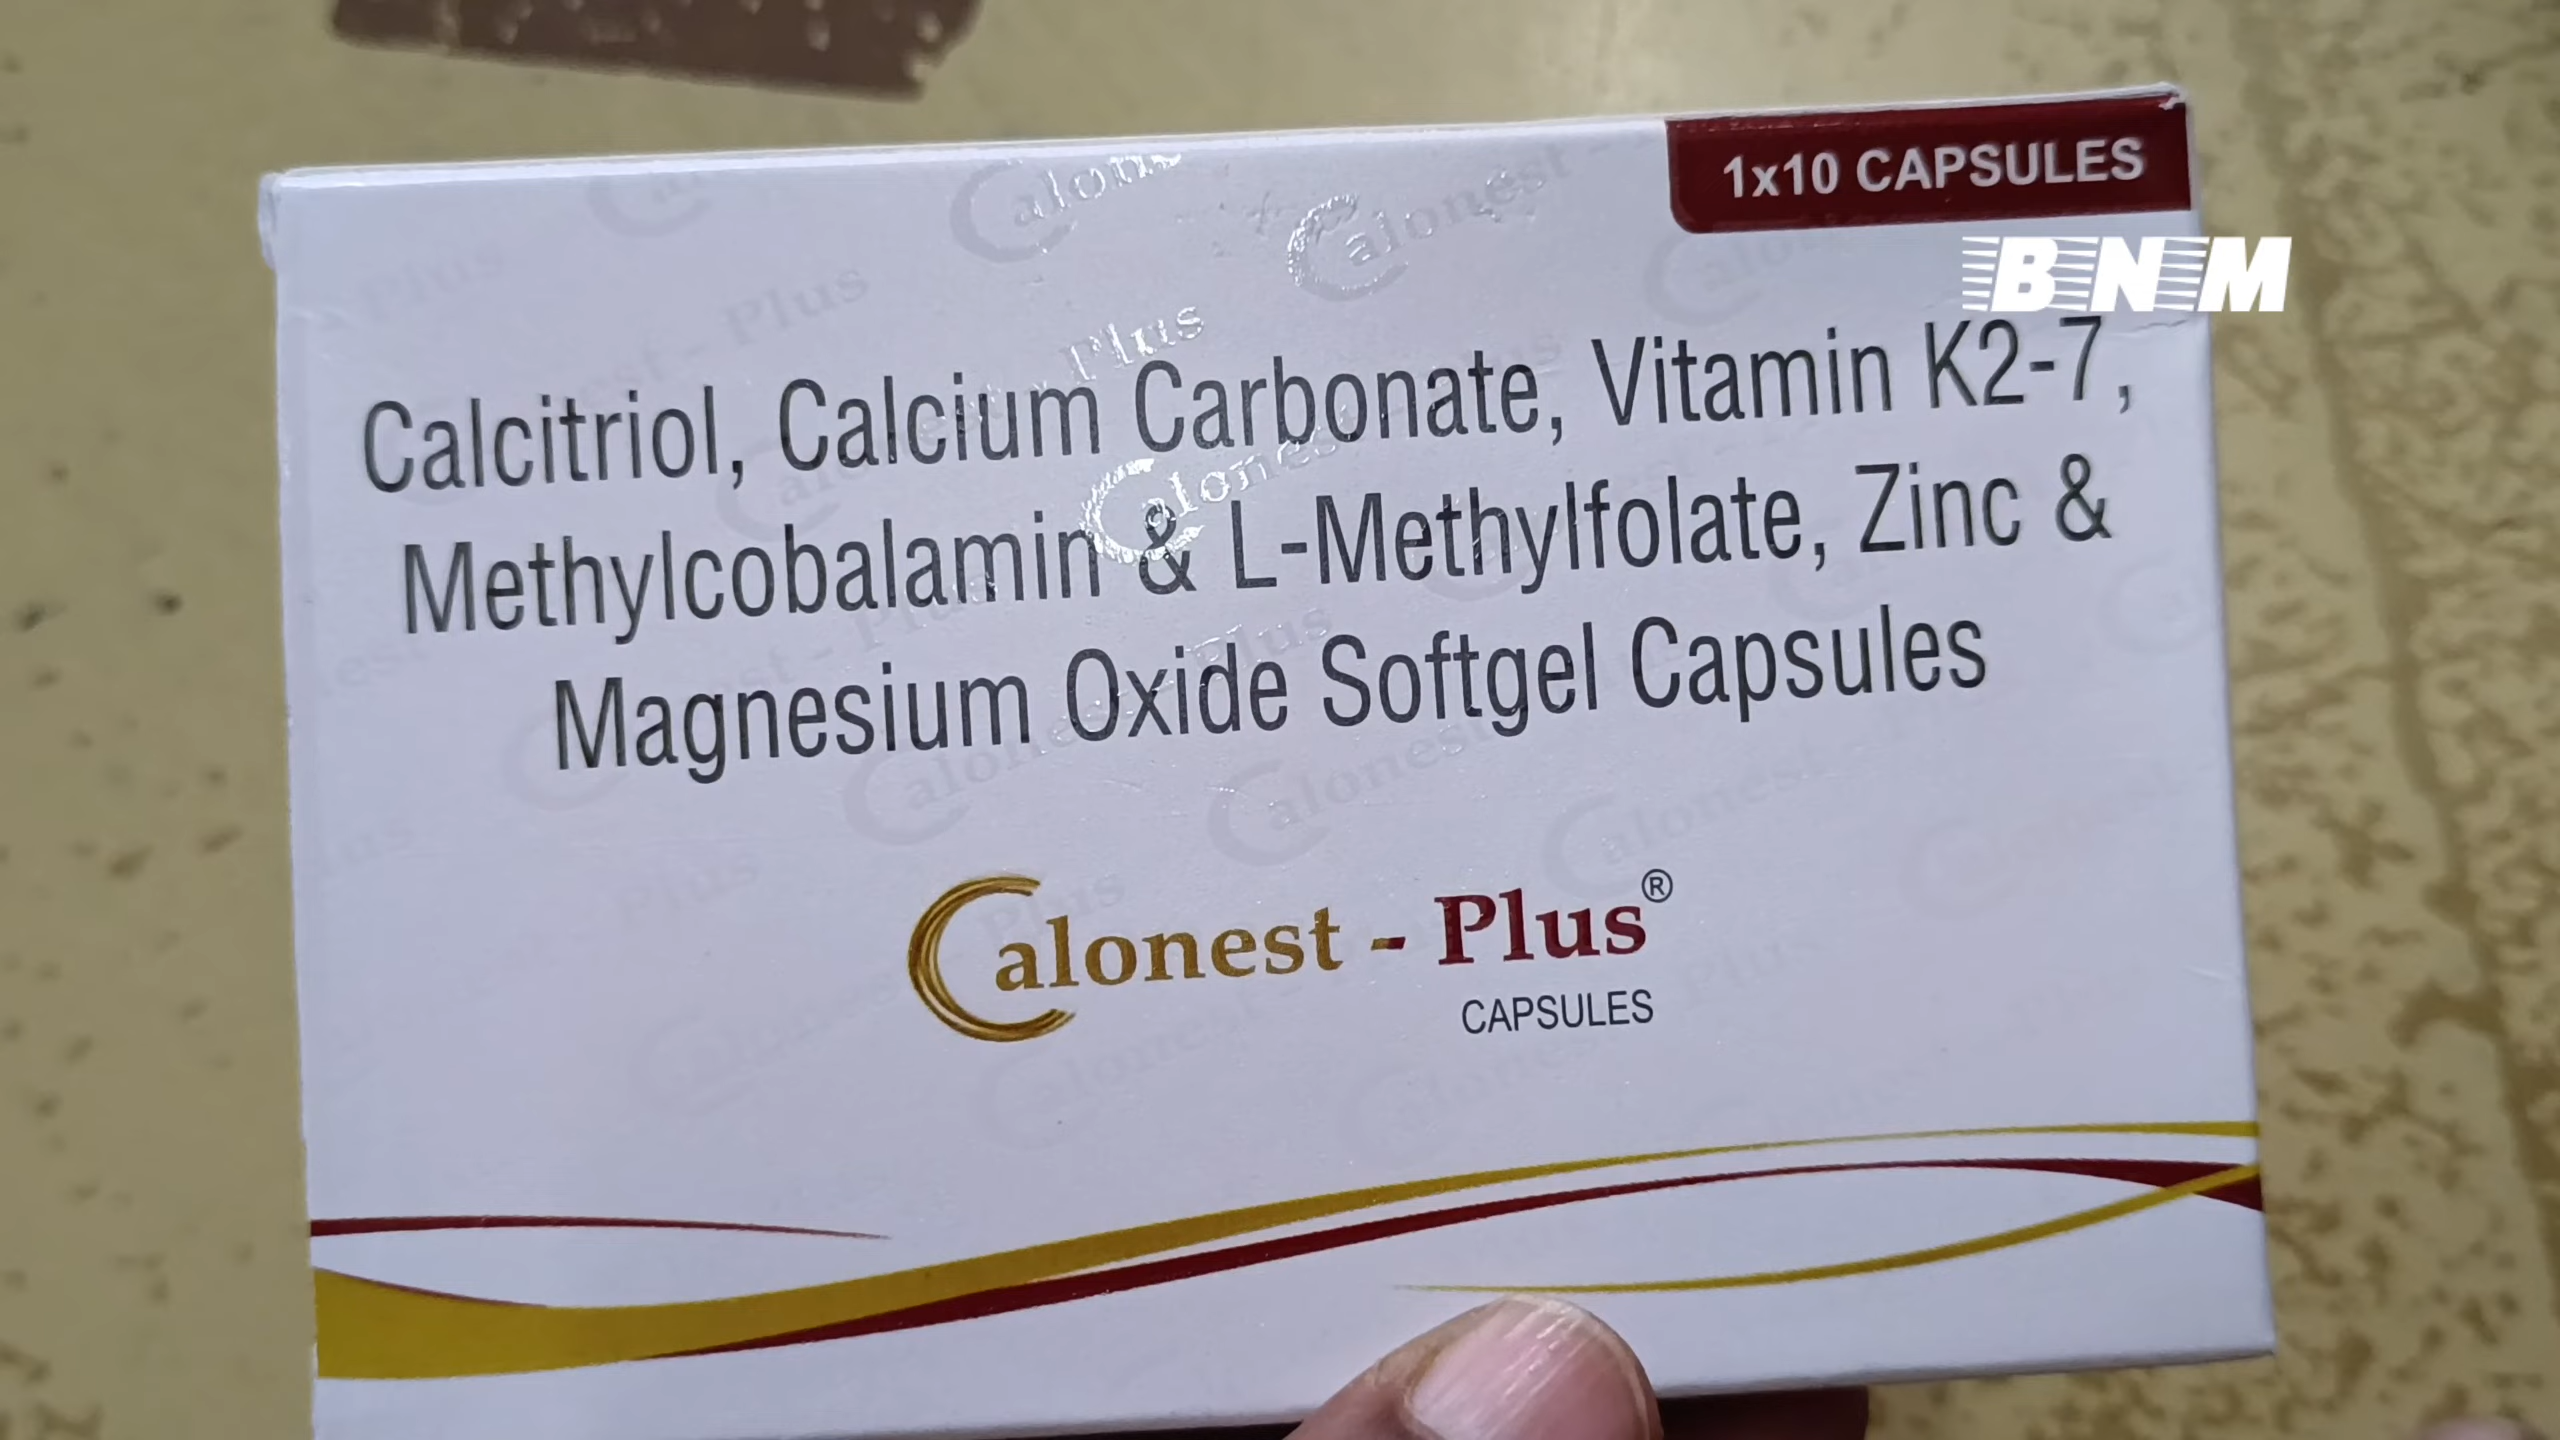 1x10 CAPSULES
BNM
Calcitriol, Calcium Carbonate, Vitamin K2-7,
Methylcobalamin & L-Methylfolate, Zinc &
Magnesium Oxide Softgel Capsules
Calonest - Plus®
CAPSULES